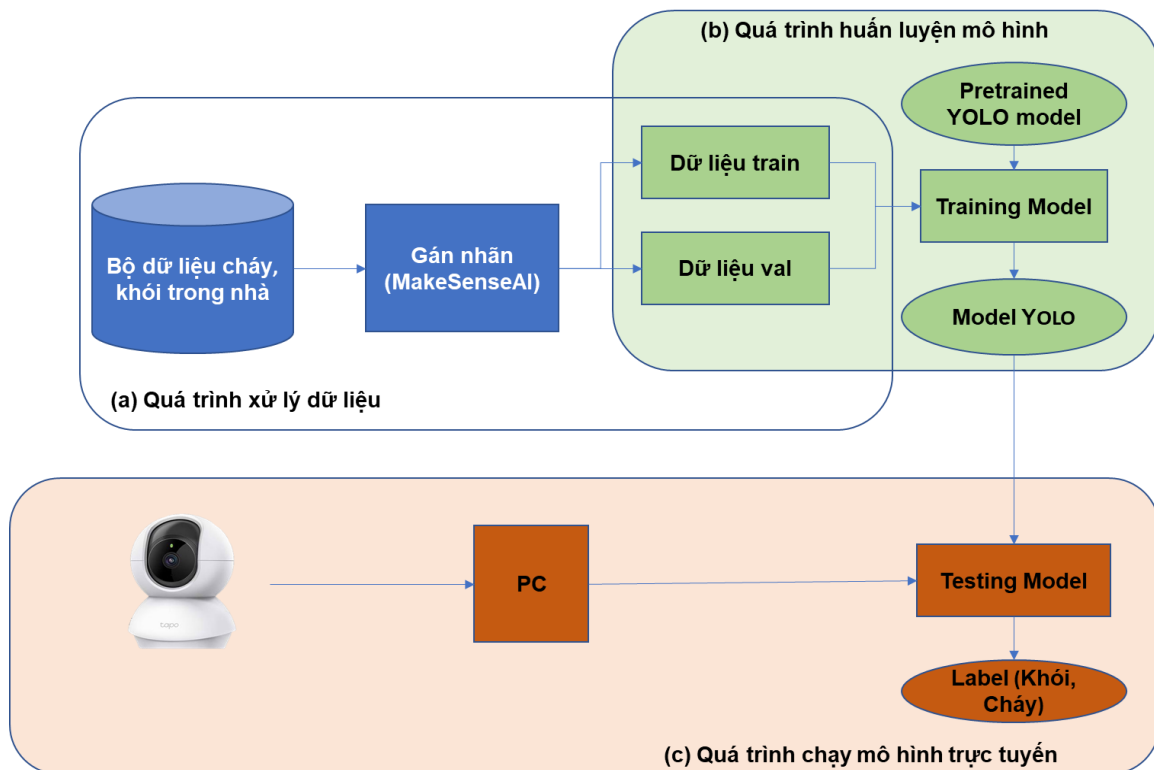 (b) Quá trình huấn luyện mô hình
Pretrained
YOLO model
Dữ liệu train
Training Model
Bộ dữ liệu cháy,
khói trong nhà
Gán nhãn
(MakeSenseAI)
Dữ liệu val
Model YOLO
(a) Quá trình xử lý dữ liệu
tapo
PC
Testing Model
Label (Khói,
Cháy)
(c) Quá trình chạy mô hình trực tuyến